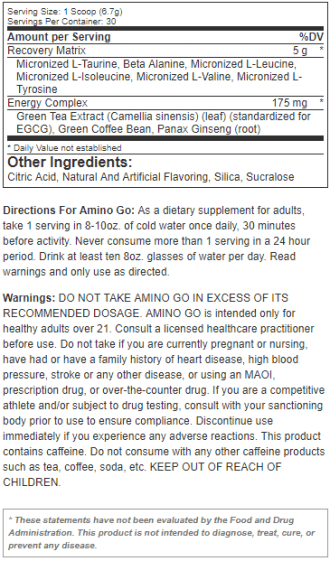 Serving Size: 1 Scoop (6.7g)
Servings Per Container: 30
Amount per Serving %DV
Recovery Matrix 5 g *
Micronized L-Taurine, Beta Alanine, Micronized L-Leucine,
Micronized L-Isoleucine, Micronized L-Valine, Micronized L-
Tyrosine
Energy Complex 175 mg *
Green Tea Extract (Camellia sinensis) (leaf) (standardized for
EGCG), Green Coffee Bean, Panax Ginseng (root)
* Daily Value not established
Other Ingredients:
Citric Acid, Natural And Artificial Flavoring, Silica, Sucralose
Directions For Amino Go: As a dietary supplement for adults,
take 1 serving in 8-10oz. of cold water once daily, 30 minutes
before activity. Never consume more than 1 serving in a 24 hour
period. Drink at least ten 8oz. glasses of water per day. Read
warnings and only use as directed.
Warnings: DO NOT TAKE AMINO GO IN EXCESS OF ITS
RECOMMENDED DOSAGE. AMINO GO is intended only for
healthy adults over 21. Consult a licensed healthcare practitioner
before use. Do not take if you are currently pregnant or nursing,
have had or have a family history of heart disease, high blood
pressure, stroke or any other disease, or using an MAOI,
prescription drug, or over-the-counter drug. If you are a competitive
athlete and/or subject to drug testing, consult with your sanctioning
body prior to use to ensure compliance. Discontinue use
immediately if you experience any adverse reactions. This product
contains caffeine. Do not consume with any other caffeine products
such as tea, coffee, soda, etc. KEEP OUT OF REACH OF
CHILDREN.
* These statements have not been evaluated by the Food and Drug
Administration. This product is not intended to diagnose, treat, cure, or
prevent any disease.